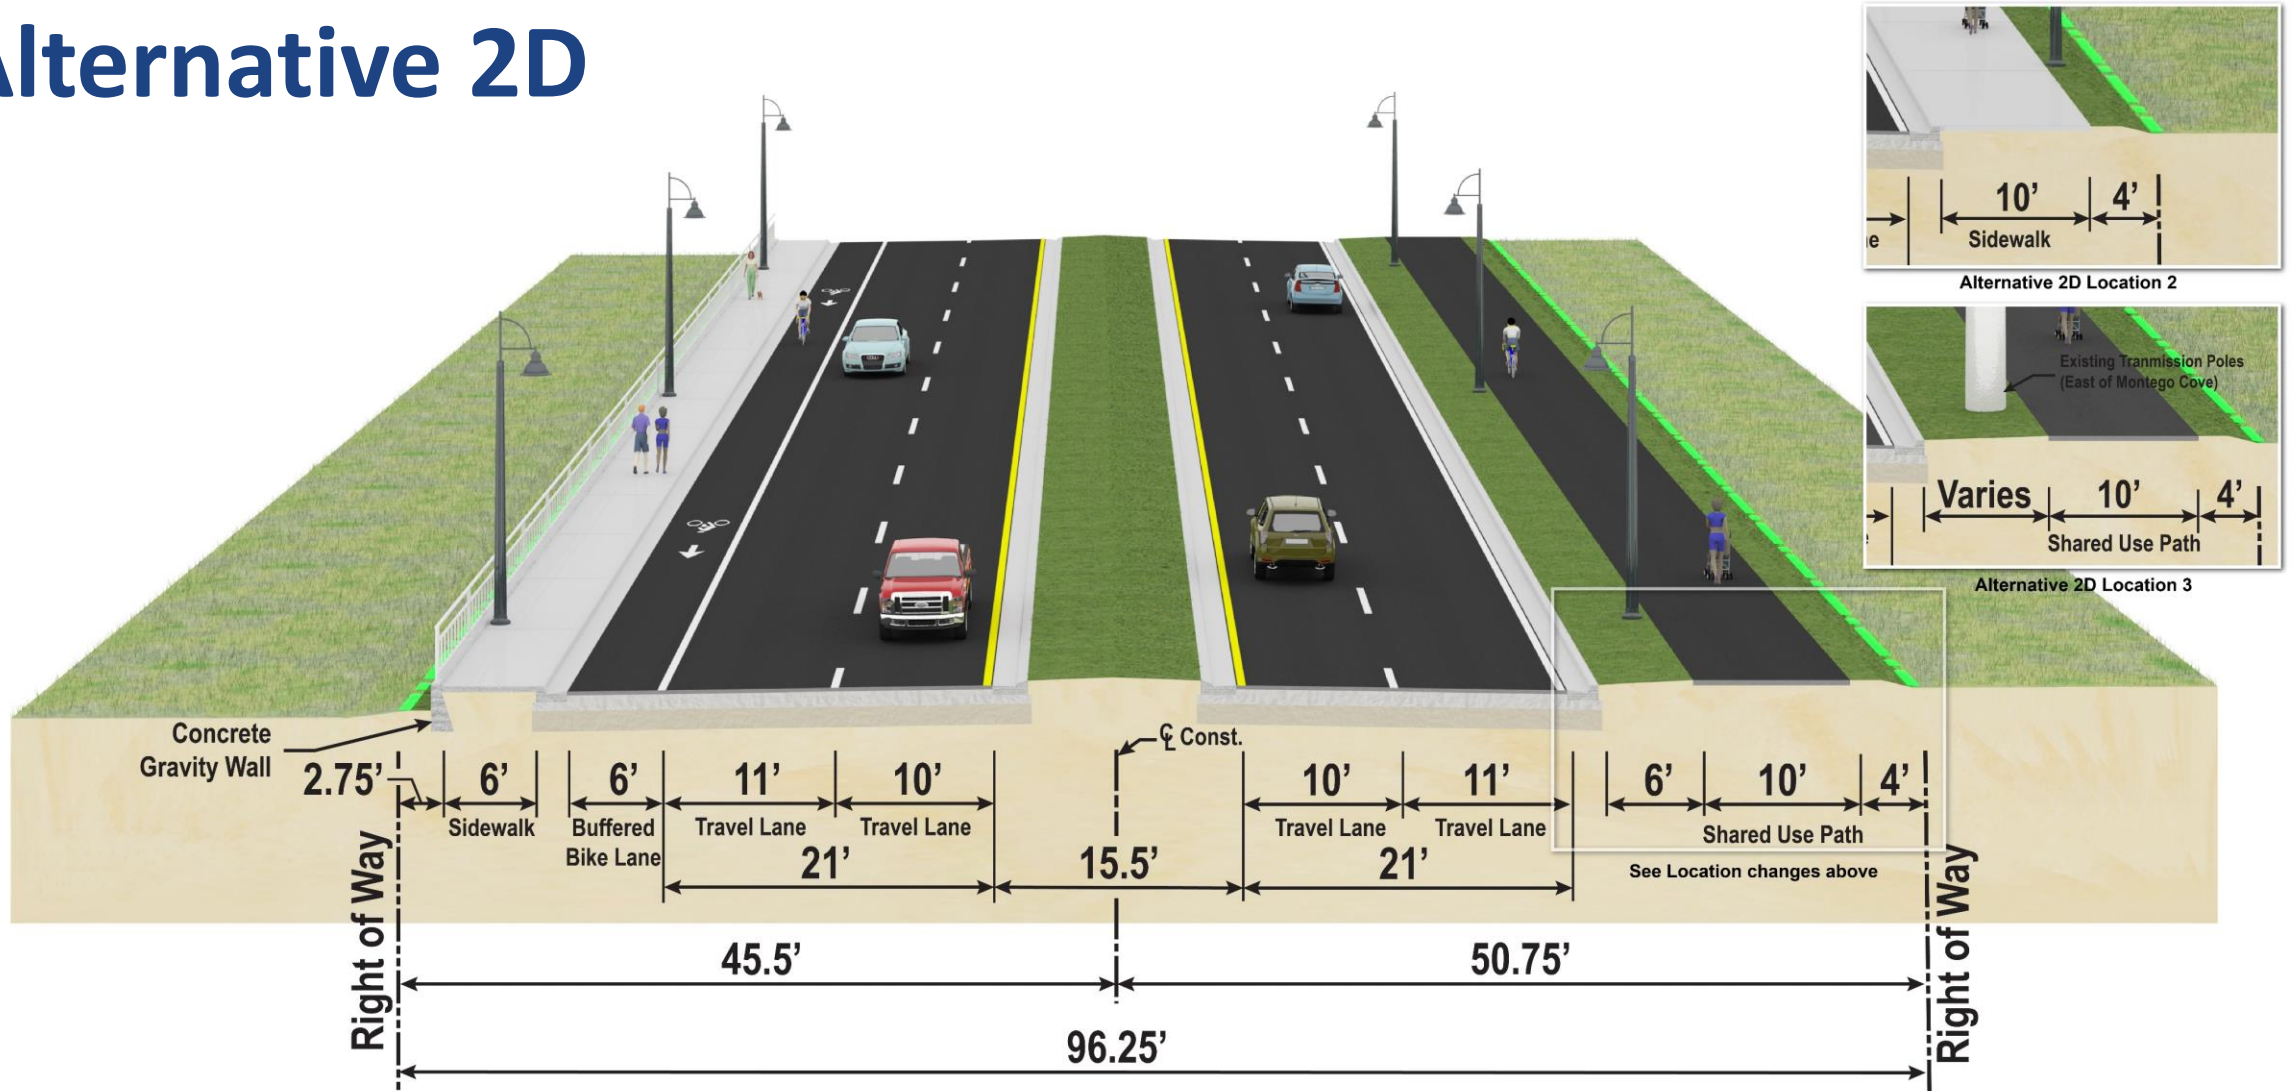 Alternative 2D
10’
4’
Sidewalk
Alternative 2D Location 2
Existing Tranmission Poles
(East of Montego Cove)
Varies
10’
4’
Shared Use Path
Alternative 2D Location 3
Concrete
Gravity Wall
℄ Const.
2.75’
6’
6’
11’
10’
10’
11’
6’
10’
4’
Sidewalk
Buffered
Bike Lane
Travel Lane
Travel Lane
Travel Lane
Travel Lane
Shared Use Path
21’
15.5’
21’
See Location changes above
Right of Way
Right of Way
45.5’
50.75’
96.25’